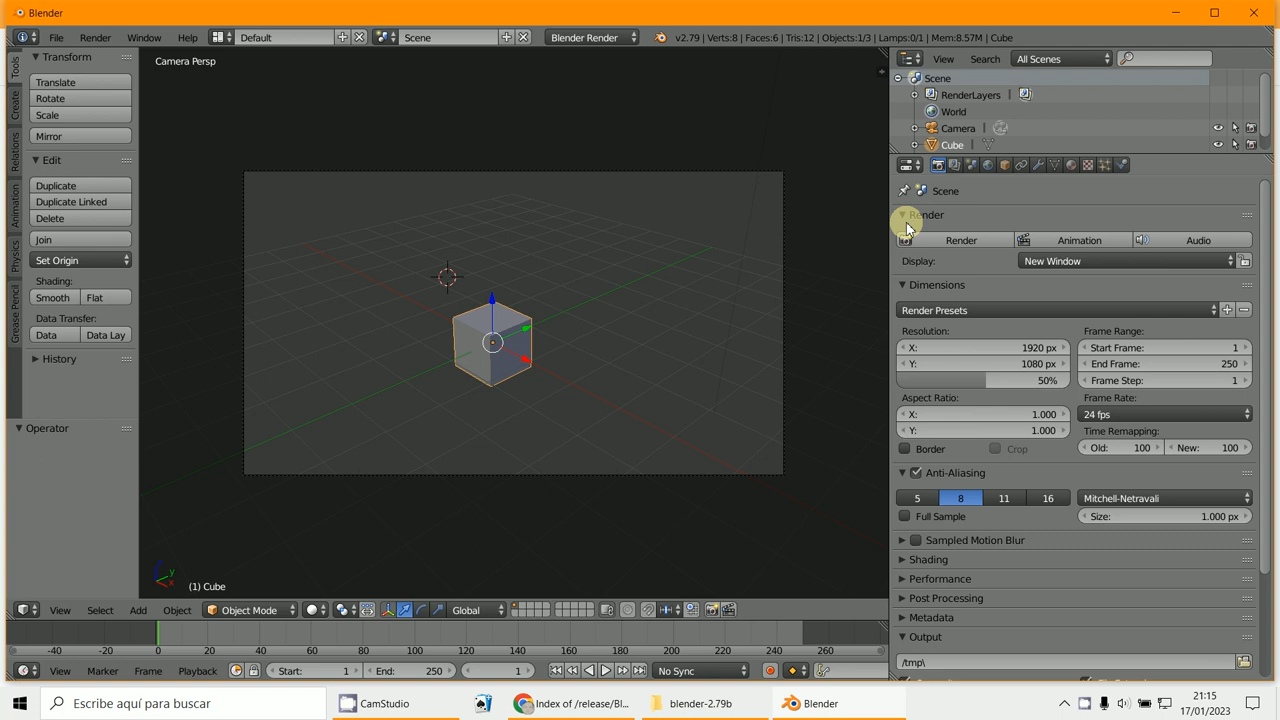 Blender
File Render Window Help Default Scene Blender Render v2.79 | Verts:8 | Faces:6 | Tris:12 | Objects:1/3 | Lamps:0/1 | Mem:8.57M | Cube
Tools
Create
Relations
Animation
Physics
Grease Pencil
Transform
Translate
Rotate
Scale
Mirror
Edit
Duplicate
Duplicate Linked
Delete
Join
Set Origin
Shading:
Smooth Flat
Data Transfer:
Data Data Lay
History
Operator
Camera Persp
(1) Cube
View Select Add Object Object Mode Global
-40 -20 0 20 40 60 80 100 120 140 160 180 200 220 240 260
View Marker Frame Playback Start: 1 End: 250 1 No Sync
View Search All Scenes
Scene
RenderLayers
World
Camera
Cube
Scene
Render
Render Animation Audio
Display: New Window
Dimensions
Render Presets
Resolution: Frame Range:
X: 1920 px Start Frame: 1
Y: 1080 px End Frame: 250
50% Frame Step: 1
Aspect Ratio: Frame Rate:
X: 1.000 24 fps
Y: 1.000 Time Remapping:
Border Crop Old: 100 New: 100
Anti-Aliasing
5 8 11 16 Mitchell-Netravali
Full Sample Size: 1.000 px
Sampled Motion Blur
Shading
Performance
Post Processing
Metadata
Output
/tmp\
Escribe aquí para buscar CamStudio Index of /release/Bl... blender-2.79b Blender 21:15
17/01/2023